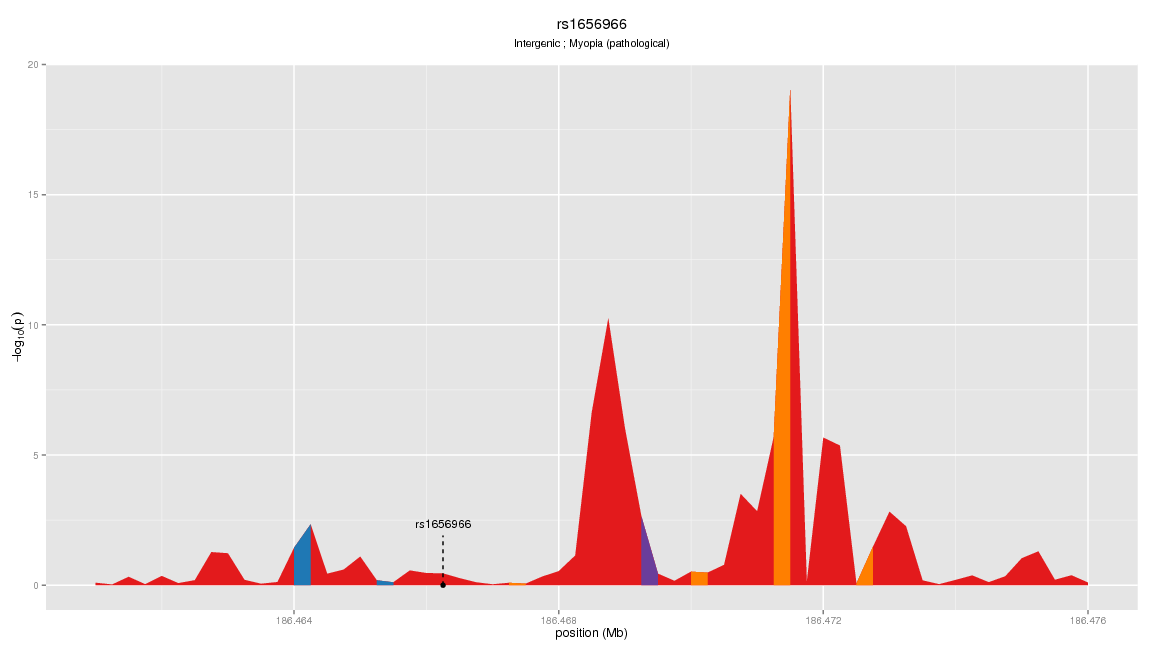 rs1656966
Intergenic ; Myopia (pathological)
20
15
10
5
0
−log10(p)
rs1656966
186.464
186.468
186.472
186.476
position (Mb)